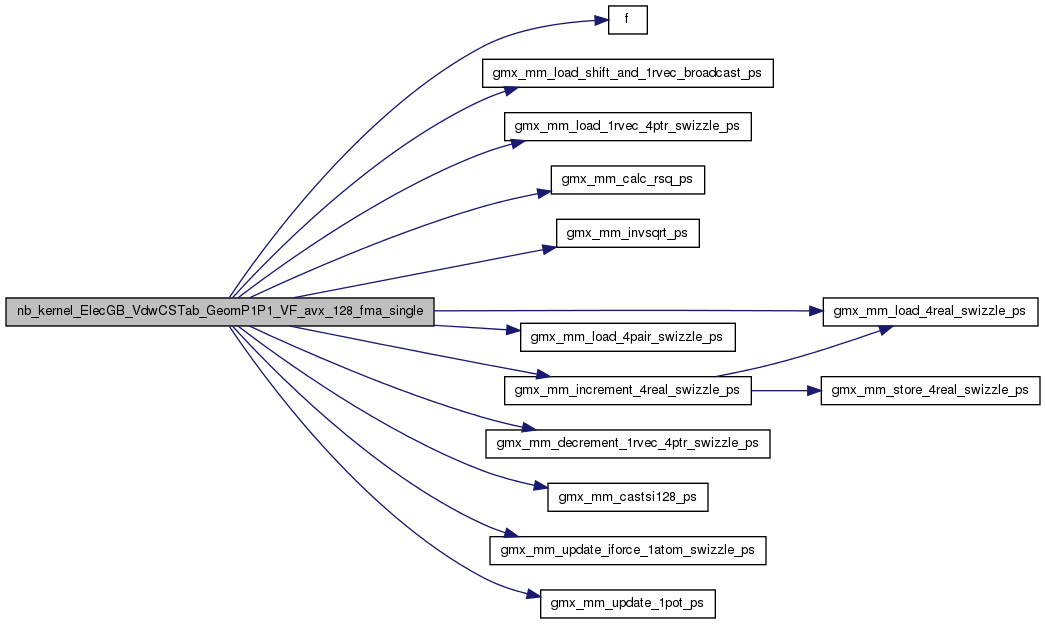 f
gmx_mm_load_shift_and_1rvec_broadcast_ps
gmx_mm_load_1rvec_4ptr_swizzle_ps
gmx_mm_calc_rsq_ps
gmx_mm_invsqrt_ps
nb_kernel_ElecGB_VdwCSTab_GeomP1P1_VF_avx_128_fma_single
gmx_mm_load_4real_swizzle_ps
gmx_mm_load_4pair_swizzle_ps
gmx_mm_increment_4real_swizzle_ps
gmx_mm_store_4real_swizzle_ps
gmx_mm_decrement_1rvec_4ptr_swizzle_ps
gmx_mm_castsi128_ps
gmx_mm_update_iforce_1atom_swizzle_ps
gmx_mm_update_1pot_ps